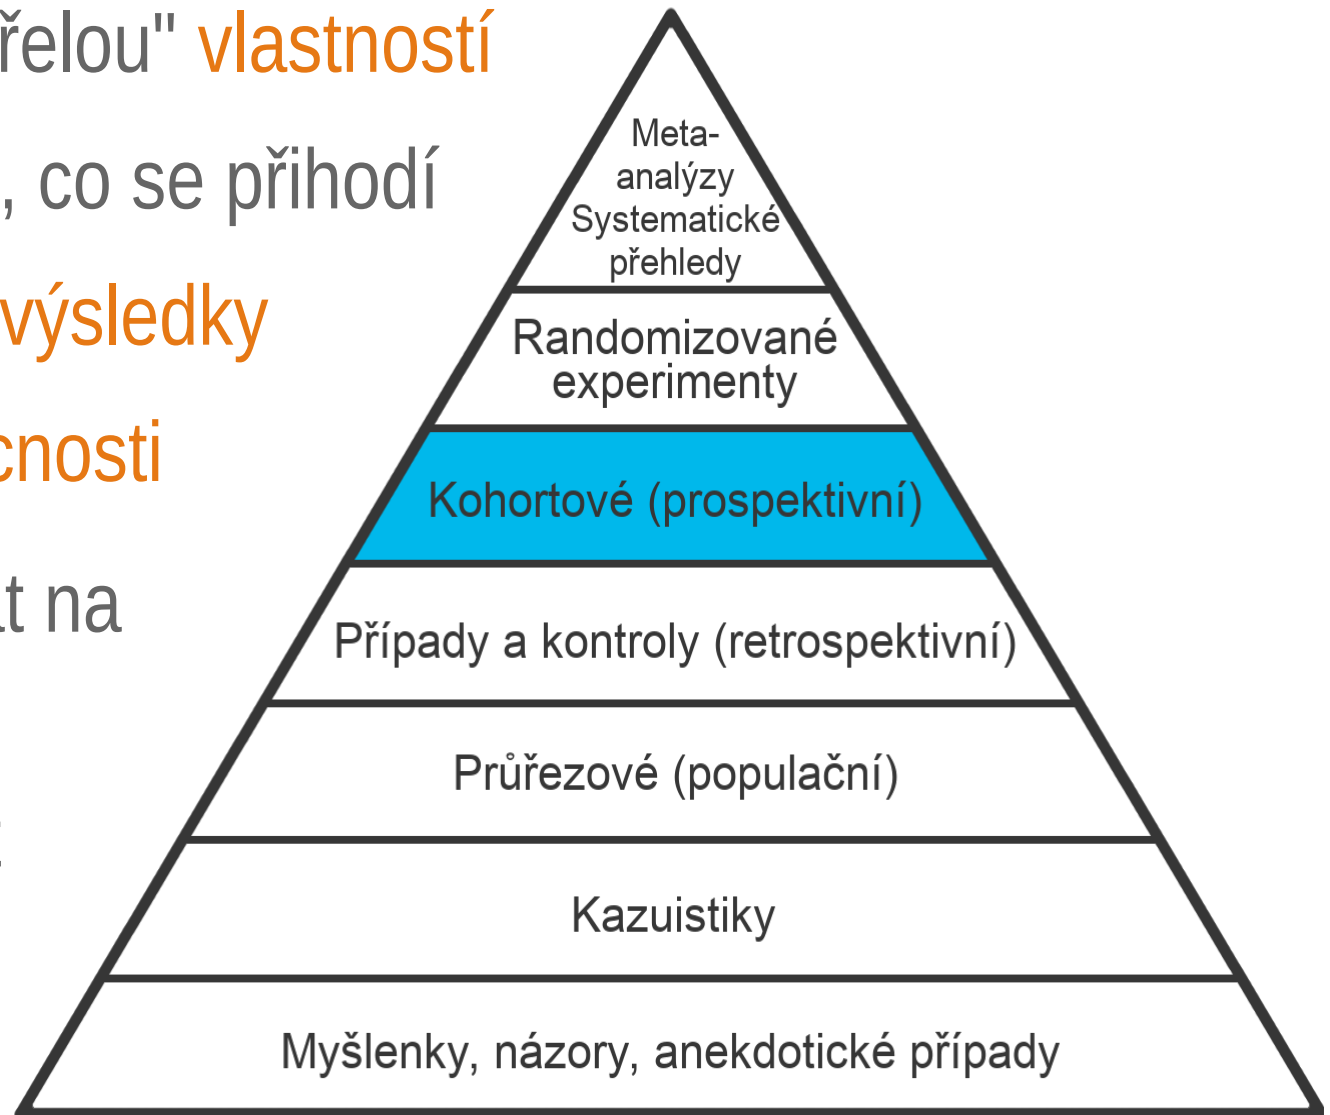 řelou" vlastností
, co se přihodí
výsledky
cnosti
t na
Meta-
analýzy
Systematické
přehledy
Randomizované
experimenty
Kohortové (prospektivní)
Případy a kontroly (retrospektivní)
Průřezové (populační)
Kazuistiky
Myšlenky, názory, anekdotické případy